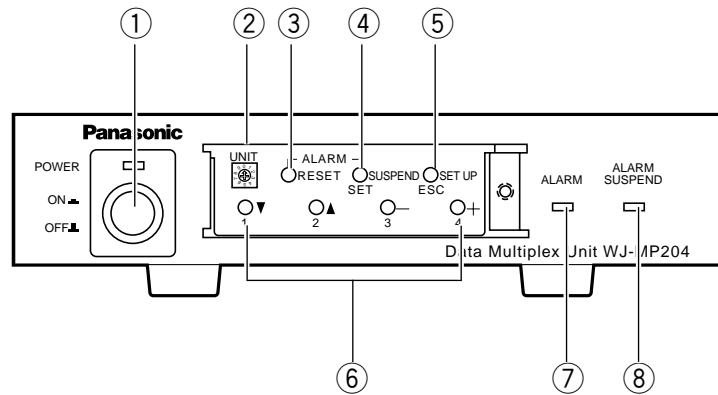 ① ② ③ ④ ⑤
Panasonic
POWER
ON
OFF
UNIT
ALARM
RESET
SUSPEND
SET
SET UP
ESC
1 ▼ 2 ▲ 3 — 4 +
ALARM
ALARM
SUSPEND
Data Multiplex Unit WJ-MP204
⑥ ⑦ ⑧